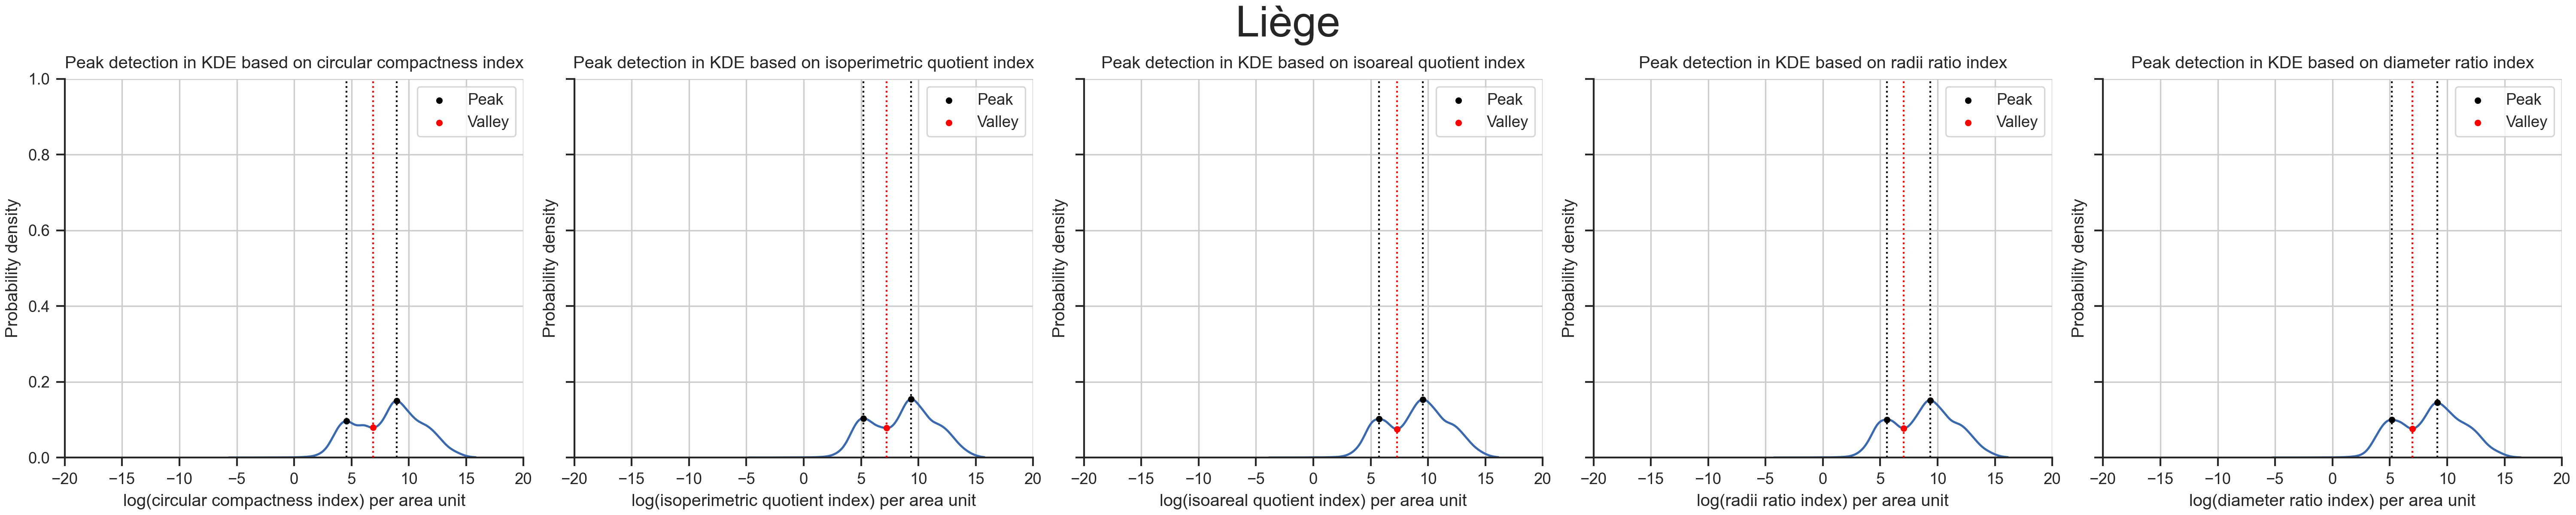 Liège
Peak detection in KDE based on circular compactness index
1.0
0.8
0.6
0.4
0.2
0.0
Probability density
Peak
Valley
−20 −15 −10 −5 0 5 10 15 20
log(circular compactness index) per area unit
Peak detection in KDE based on isoperimetric quotient index
Probability density
Peak
Valley
−20 −15 −10 −5 0 5 10 15 20
log(isoperimetric quotient index) per area unit
Peak detection in KDE based on isoareal quotient index
Probability density
Peak
Valley
−20 −15 −10 −5 0 5 10 15 20
log(isoareal quotient index) per area unit
Peak detection in KDE based on radii ratio index
Probability density
Peak
Valley
−20 −15 −10 −5 0 5 10 15 20
log(radii ratio index) per area unit
Peak detection in KDE based on diameter ratio index
Probability density
Peak
Valley
−20 −15 −10 −5 0 5 10 15 20
log(diameter ratio index) per area unit